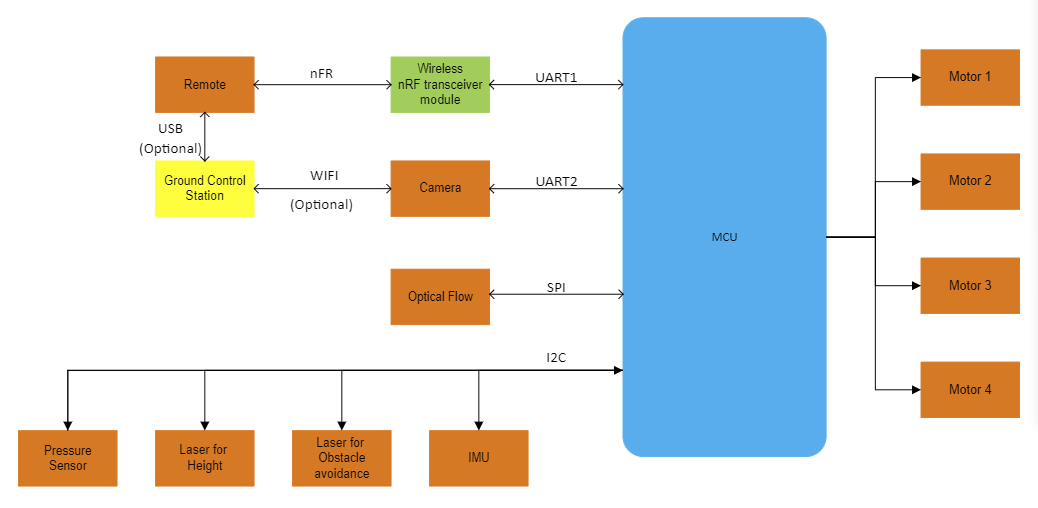 Remote
nFR
Wireless
nRF transceiver
module
UART1
USB
(Optional)
Ground Control
Station
WIFI
(Optional)
Camera
UART2
Optical Flow
SPI
I2C
Pressure
Sensor
Laser for
Height
Laser for
Obstacle
avoidance
IMU
MCU
Motor 1
Motor 2
Motor 3
Motor 4